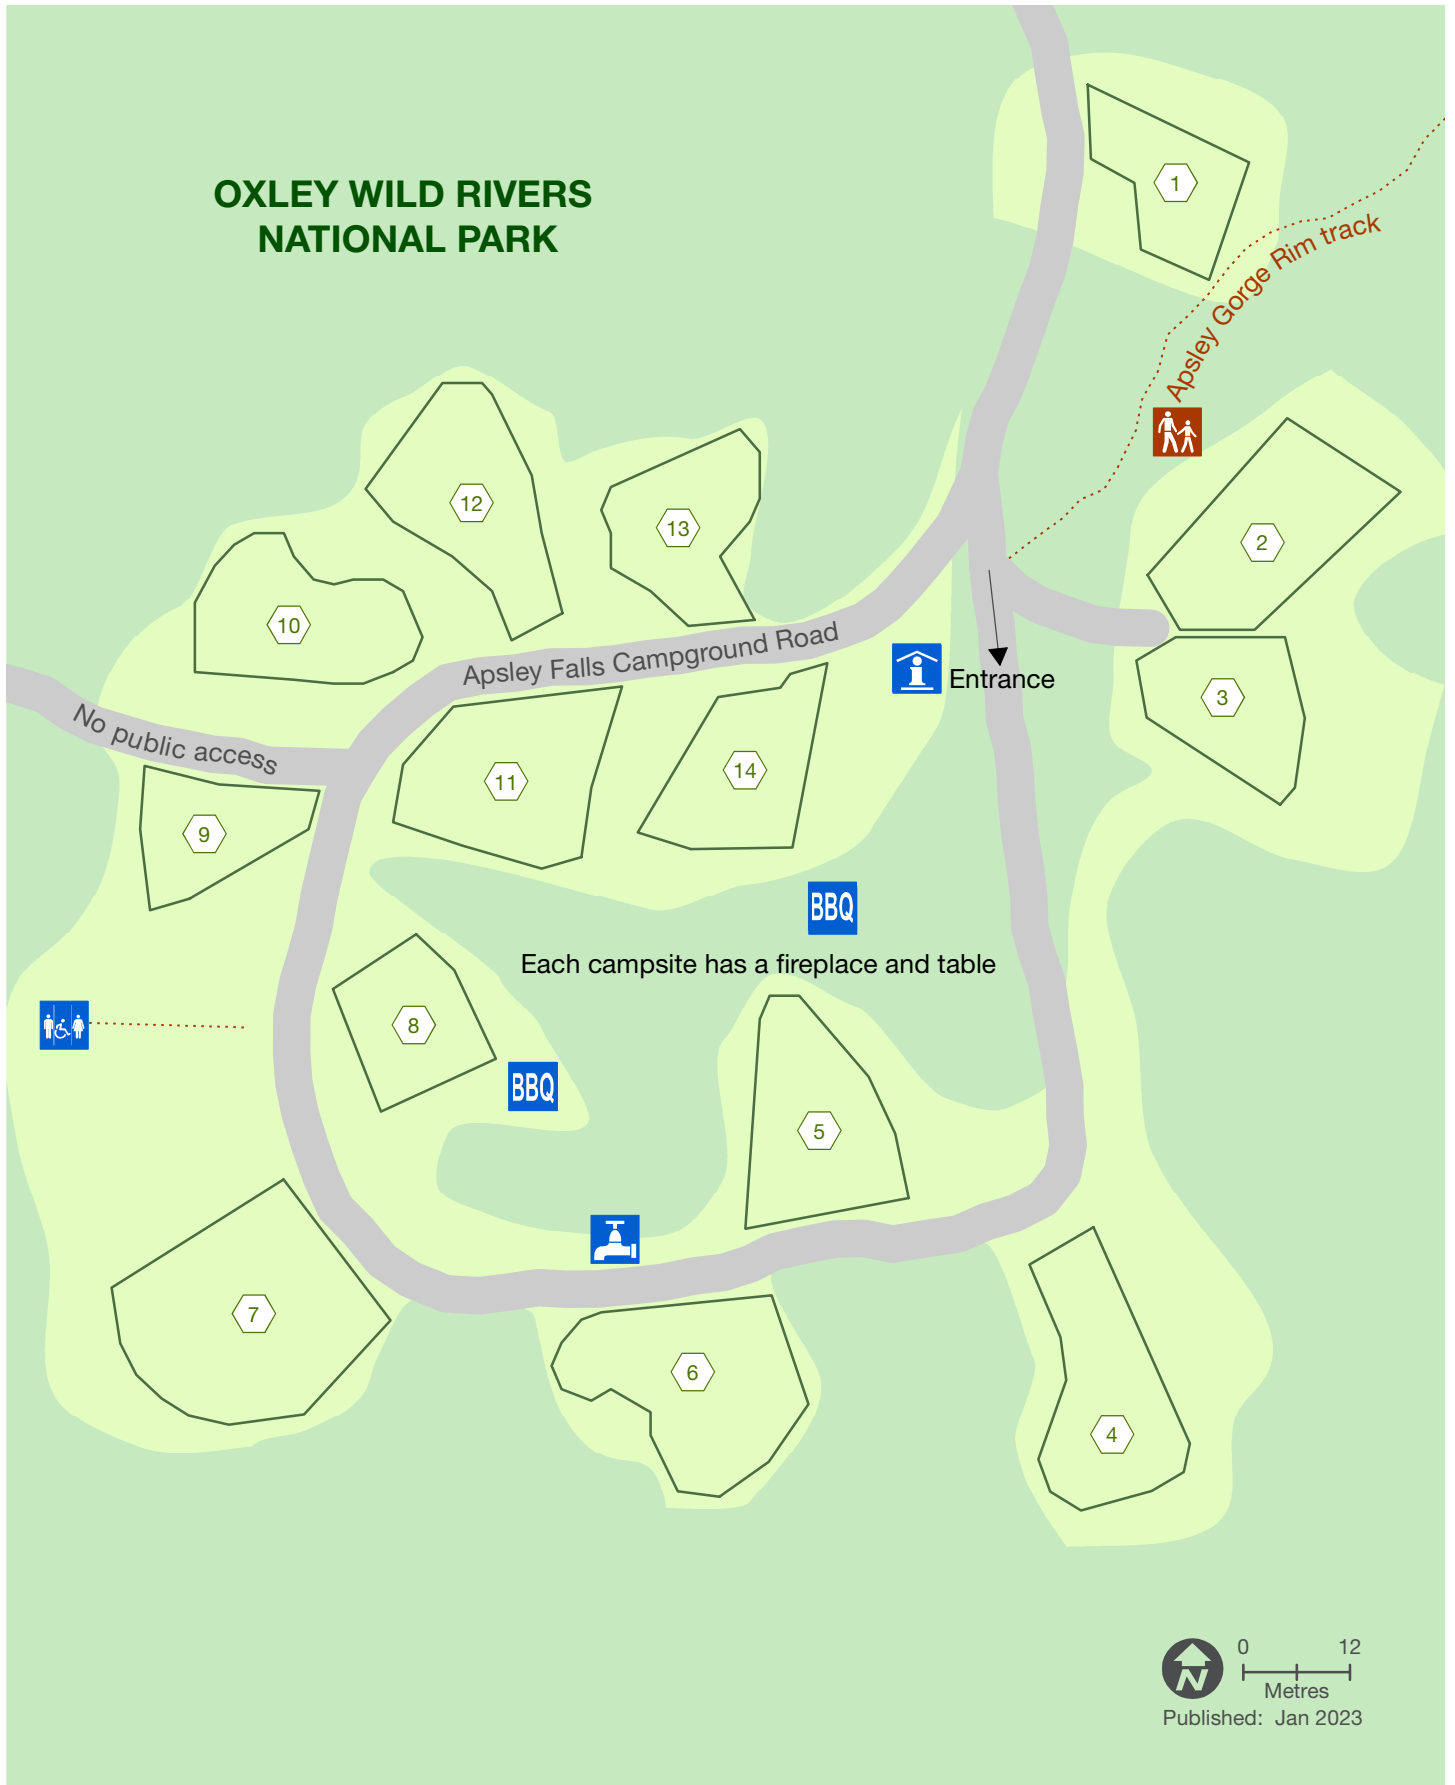 OXLEY WILD RIVERS
NATIONAL PARK
1
Apsley Gorge Rim track
12
13
2
10
Apsley Falls Campground Road
Entrance
3
No public access
11
14
9
BBQ
Each campsite has a fireplace and table
8
BBQ
5
7
6
4
N
0 12
Metres
Published: Jan 2023